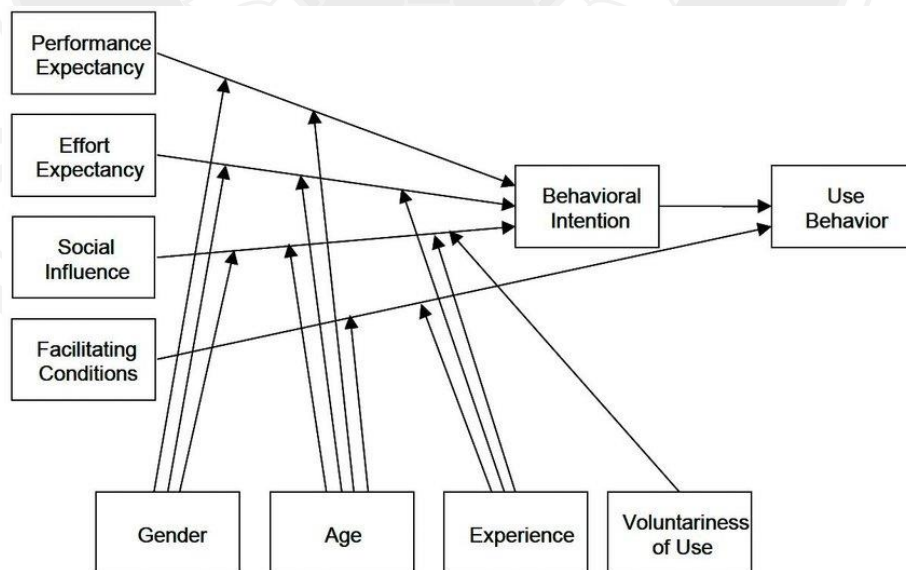 Performance
Expectancy
Effort
Expectancy
Social
Influence
Facilitating
Conditions
Behavioral
Intention
Use
Behavior
Gender
Age
Experience
Voluntariness
of Use